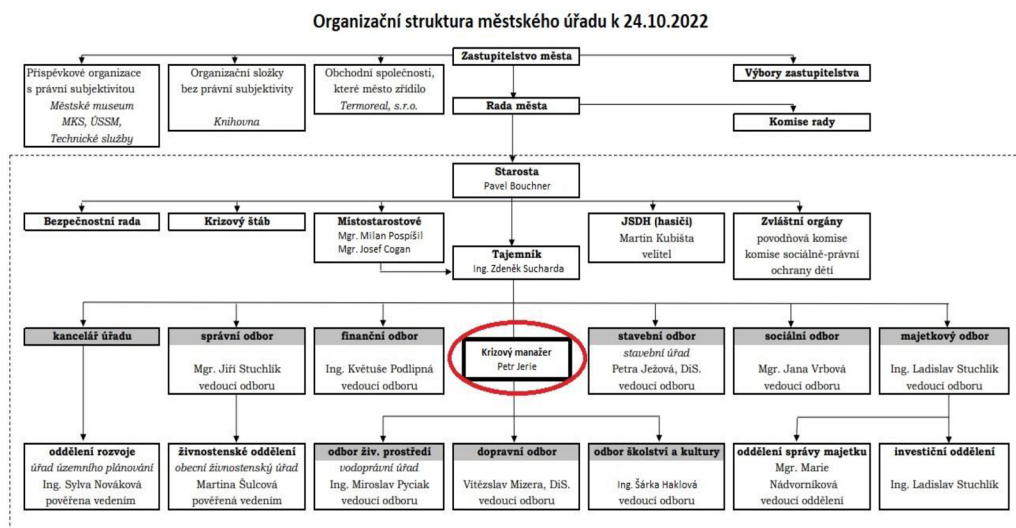 Organizační struktura městského úřadu k 24.10.2022
Zastupitelstvo města
Příspěvkové organizace
s právní subjektivitou
Městské museum
MKS, ÚSSM,
Technické služby
Organizační složky
bez právní subjektivity
Knihovna
Obchodní společnosti,
které město zřídilo
Termoreal, s.r.o.
Výbory zastupitelstva
Rada města
Komise rady
Starosta
Pavel Bouchner
Bezpečnostní rada
Krizový štáb
Místostarostové
Mgr. Milan Pospíšil
Mgr. Josef Cogan
JSDH (hasiči)
Martin Kubišta
velitel
Zvláštní orgány
povodňová komise
komise sociálně-právní
ochrany dětí
Tajemník
Ing. Zdeněk Sucharda
kancelář úřadu
správní odbor
Mgr. Jiří Stuchlík
vedoucí odboru
finanční odbor
Ing. Květuše Podlipná
vedoucí odboru
Krizový manažer
Petr Jerie
stavební odbor
stavební úřad
Petra Ježová, DiS.
vedoucí odboru
sociální odbor
Mgr. Jana Vrbová
vedoucí odboru
majetkový odbor
Ing. Ladislav Stuchlík
vedoucí odboru
oddělení rozvoje
úřad územního plánování
Ing. Sylva Nováková
pověřena vedením
živnostenské oddělení
obecní živnostenský úřad
Martina Šulcová
pověřená vedením
odbor živ. prostředí
vodoprávní úřad
Ing. Miroslav Pyciak
vedoucí odboru
dopravní odbor
Vítězslav Mizera, DiS.
vedoucí odboru
odbor školství a kultury
Ing. Šárka Haklová
vedoucí odboru
oddělení správy majetku
Mgr. Marie
Nádvorníková
vedoucí oddělení
investiční oddělení
Ing. Ladislav Stuchlík